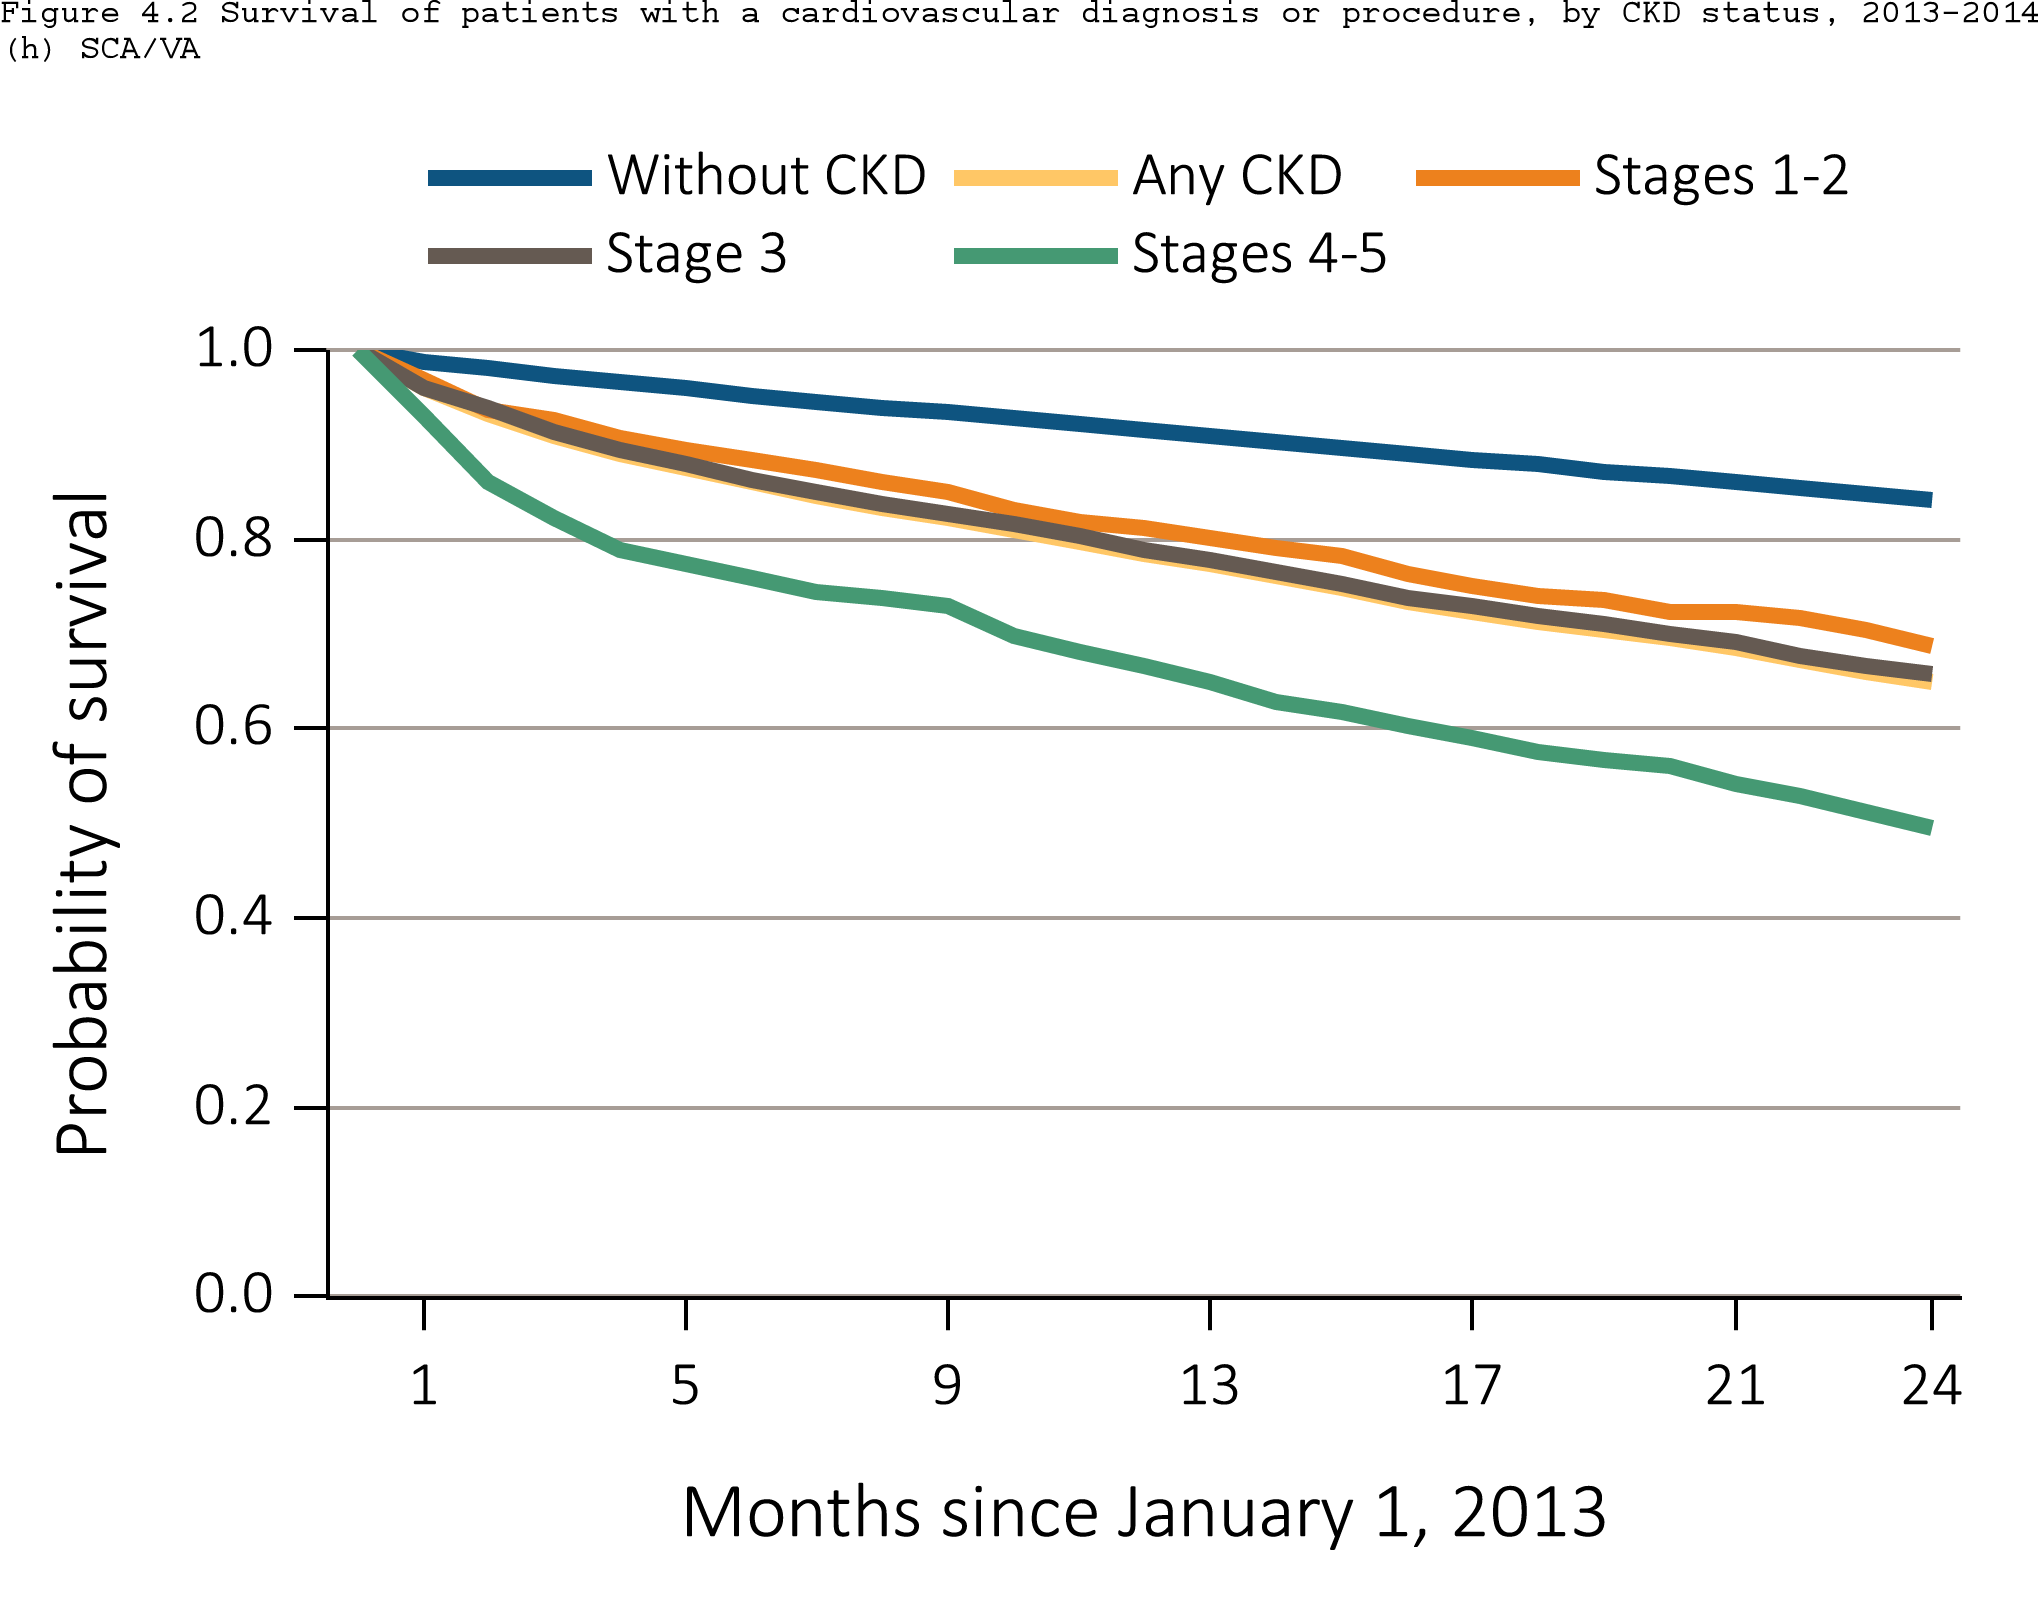 Figure 4.2 Survival of patients with a cardiovascular diagnosis or procedure, by CKD status, 2013-2014
(h) SCA/VA
Without CKD Any CKD Stages 1-2
Stage 3 Stages 4-5
Probability of survival
1.0
0.8
0.6
0.4
0.2
0.0
1 5 9 13 17 21 24
Months since January 1, 2013